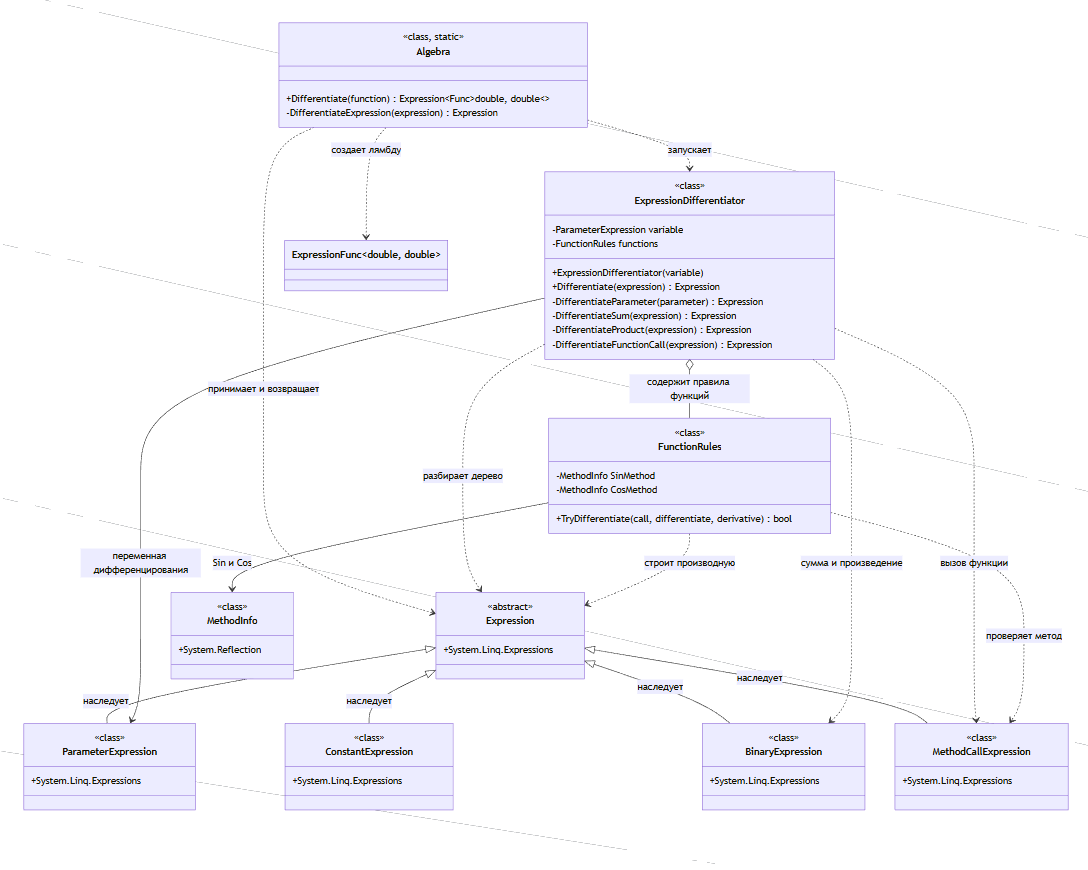 «class, static»
Algebra
+Differentiate(function) : Expression<Func>double, double<>
-DifferentiateExpression(expression) : Expression
создает лямбду
запускает
«class»
ExpressionDifferentiator
-ParameterExpression variable
-FunctionRules functions
+ExpressionDifferentiator(variable)
+Differentiate(expression) : Expression
-DifferentiateParameter(parameter) : Expression
-DifferentiateSum(expression) : Expression
-DifferentiateProduct(expression) : Expression
-DifferentiateFunctionCall(expression) : Expression
ExpressionFunc<double, double>
принимает и возвращает
содержит правила
функций
«class»
FunctionRules
-MethodInfo SinMethod
-MethodInfo CosMethod
+TryDifferentiate(call, differentiate, derivative) : bool
разбирает дерево
переменная
дифференцирования
Sin и Cos
строит производную
сумма и произведение
вызов функции
проверяет метод
«class»
MethodInfo
+System.Reflection
«abstract»
Expression
+System.Linq.Expressions
наследует
наследует
наследует
наследует
«class»
ParameterExpression
+System.Linq.Expressions
«class»
ConstantExpression
+System.Linq.Expressions
«class»
BinaryExpression
+System.Linq.Expressions
«class»
MethodCallExpression
+System.Linq.Expressions